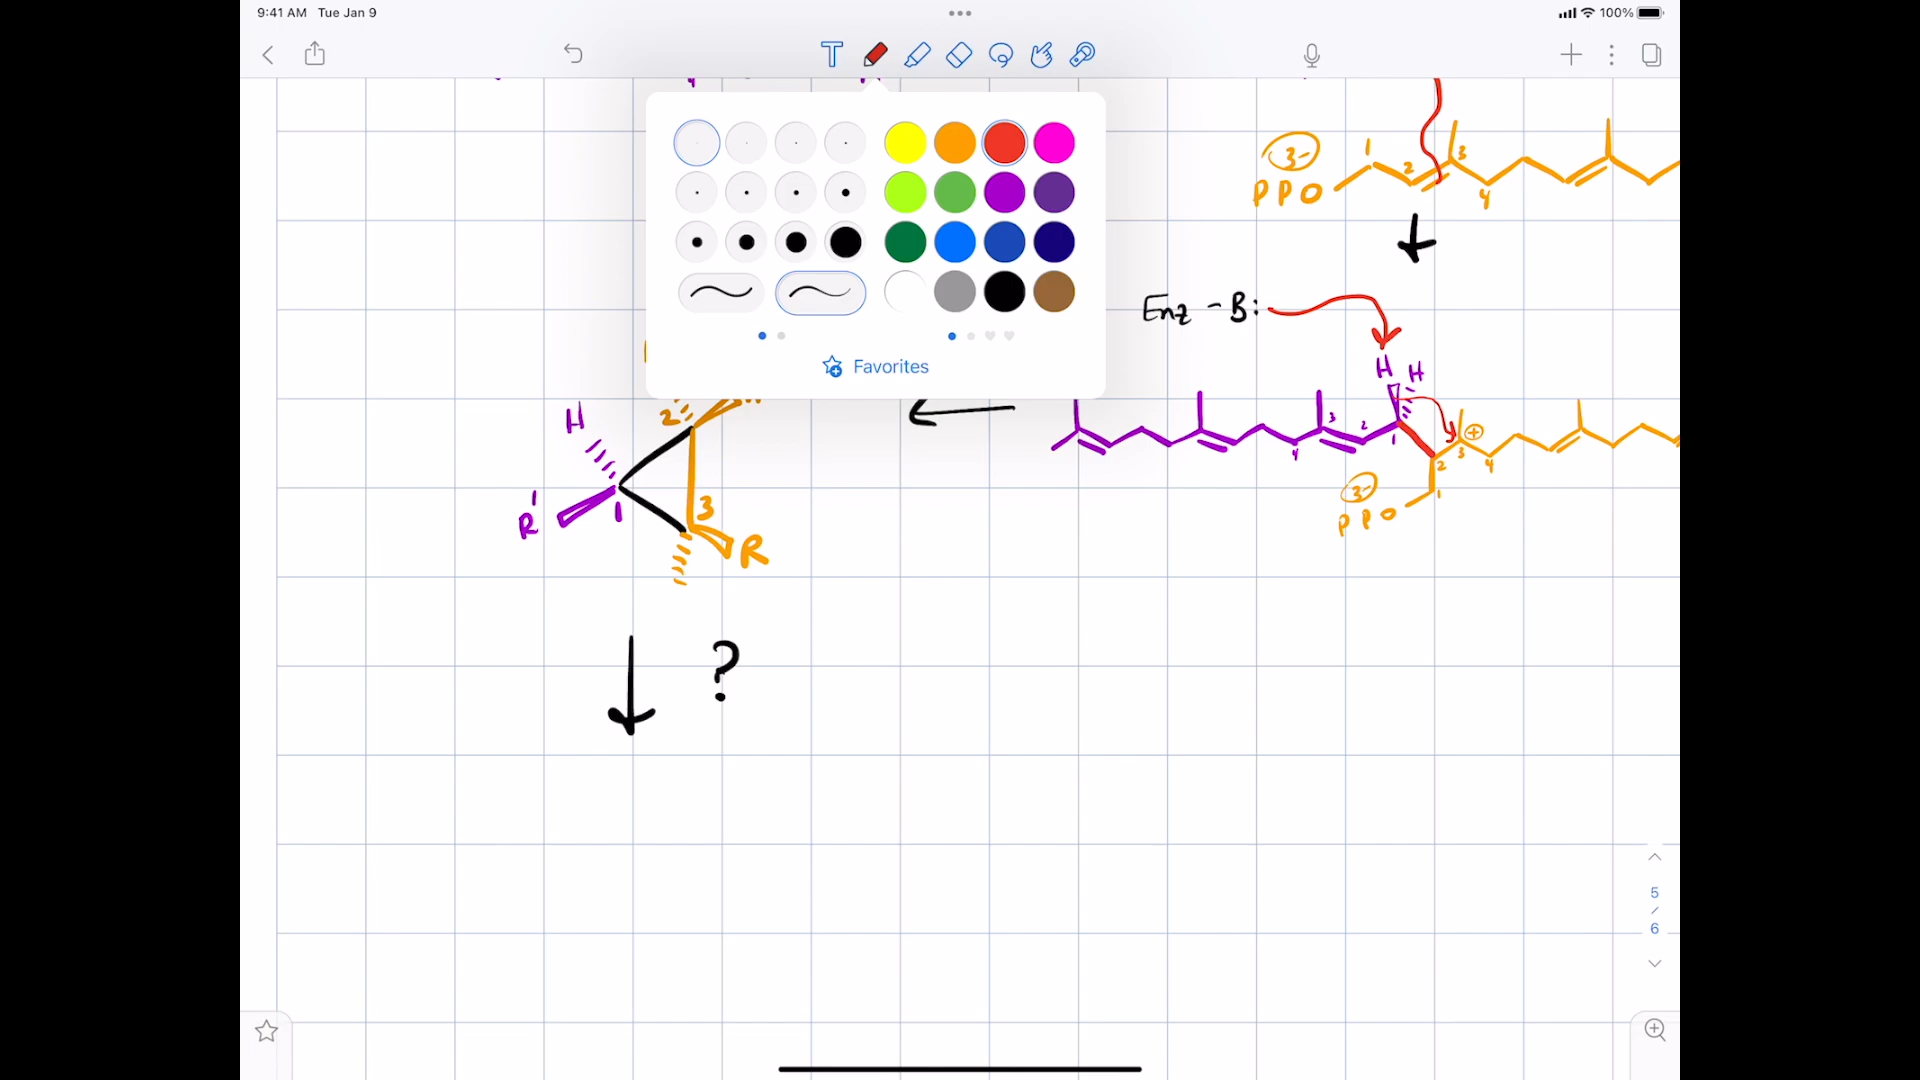 9:41 AM Tue Jan 9
100%
T
Favorites
3-
1
2
3
4
PPO
Enz - B:
H H
4 3 2 1
2 3 4
+
1
3-
PPO
H
2
R'
1
3
R
?
5
/
6